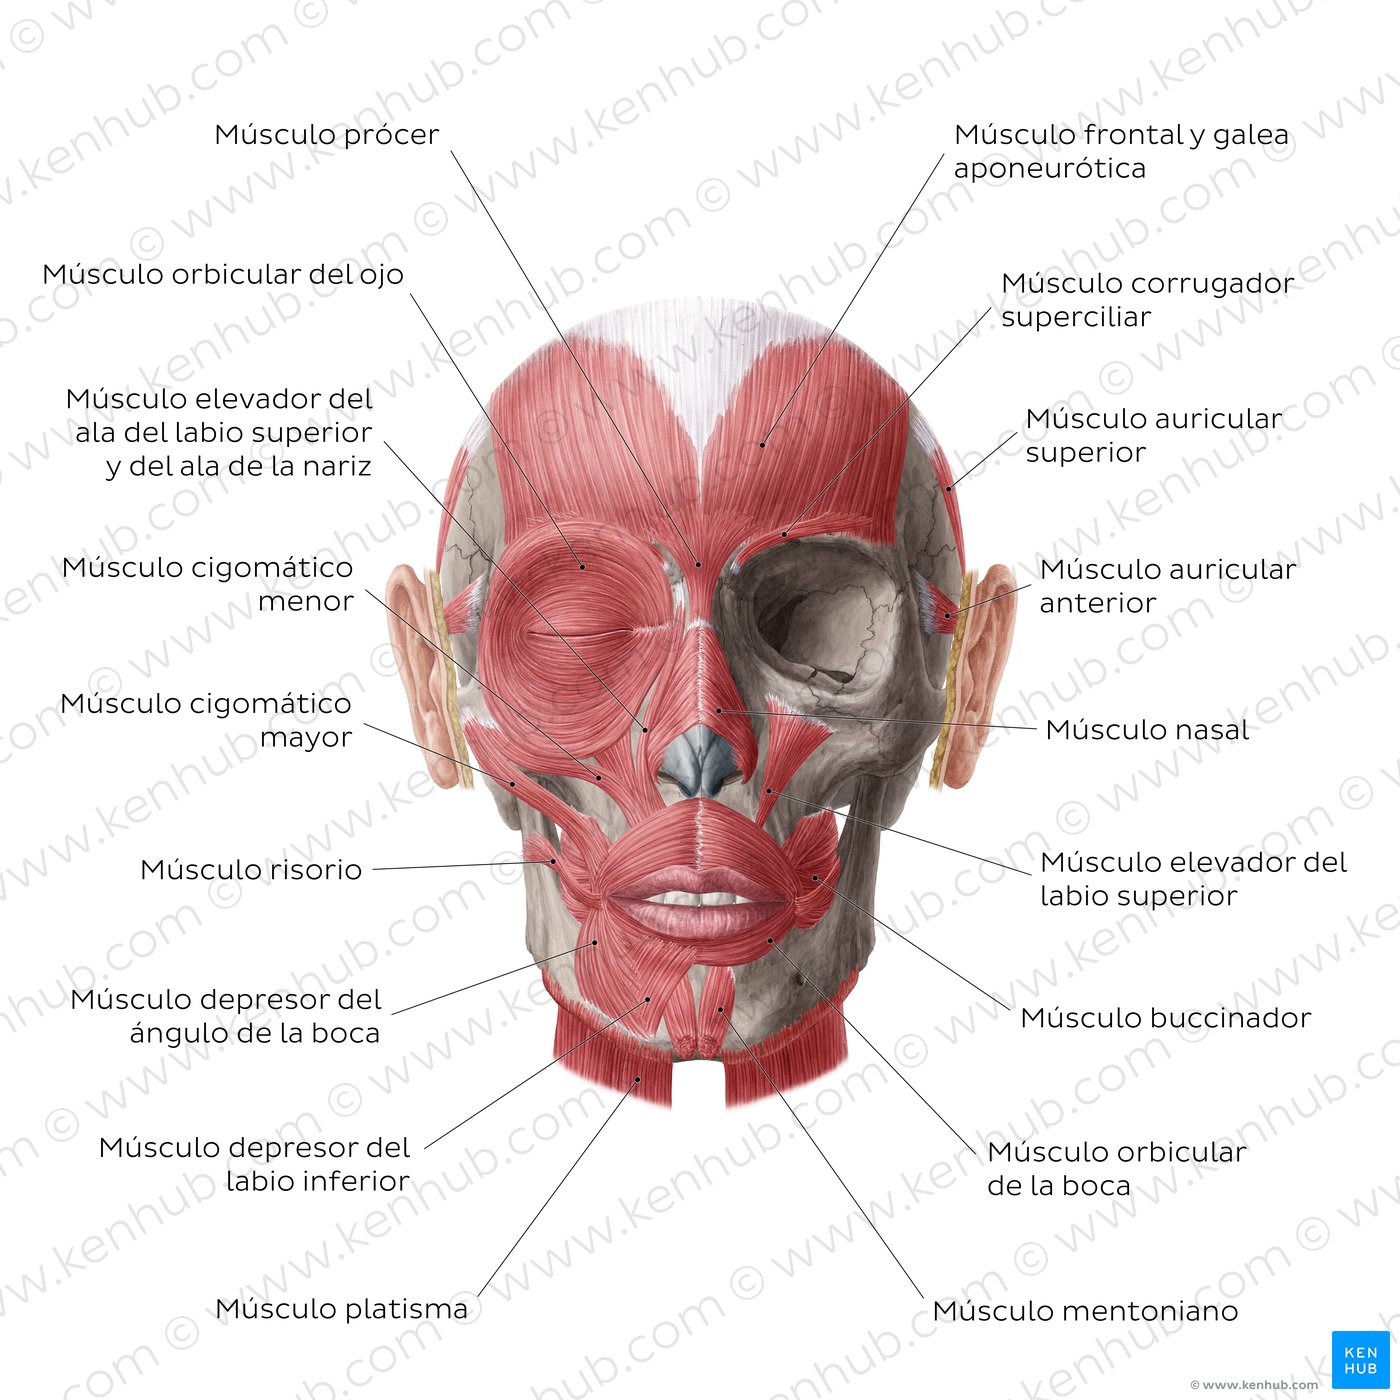 Músculo prócer
Músculo orbicular del ojo
Músculo elevador del
ala del labio superior
y del ala de la nariz
Músculo cigomático
menor
Músculo cigomático
mayor
Músculo risorio
Músculo depresor del
ángulo de la boca
Músculo depresor del
labio inferior
Músculo platisma
Músculo frontal y galea
aponeurótica
Músculo corrugador
superciliar
Músculo auricular
superior
Músculo auricular
anterior
Músculo nasal
Músculo elevador del
labio superior
Músculo buccinador
Músculo orbicular
de la boca
Músculo mentoniano
KEN
HUB
© www.kenhub.com